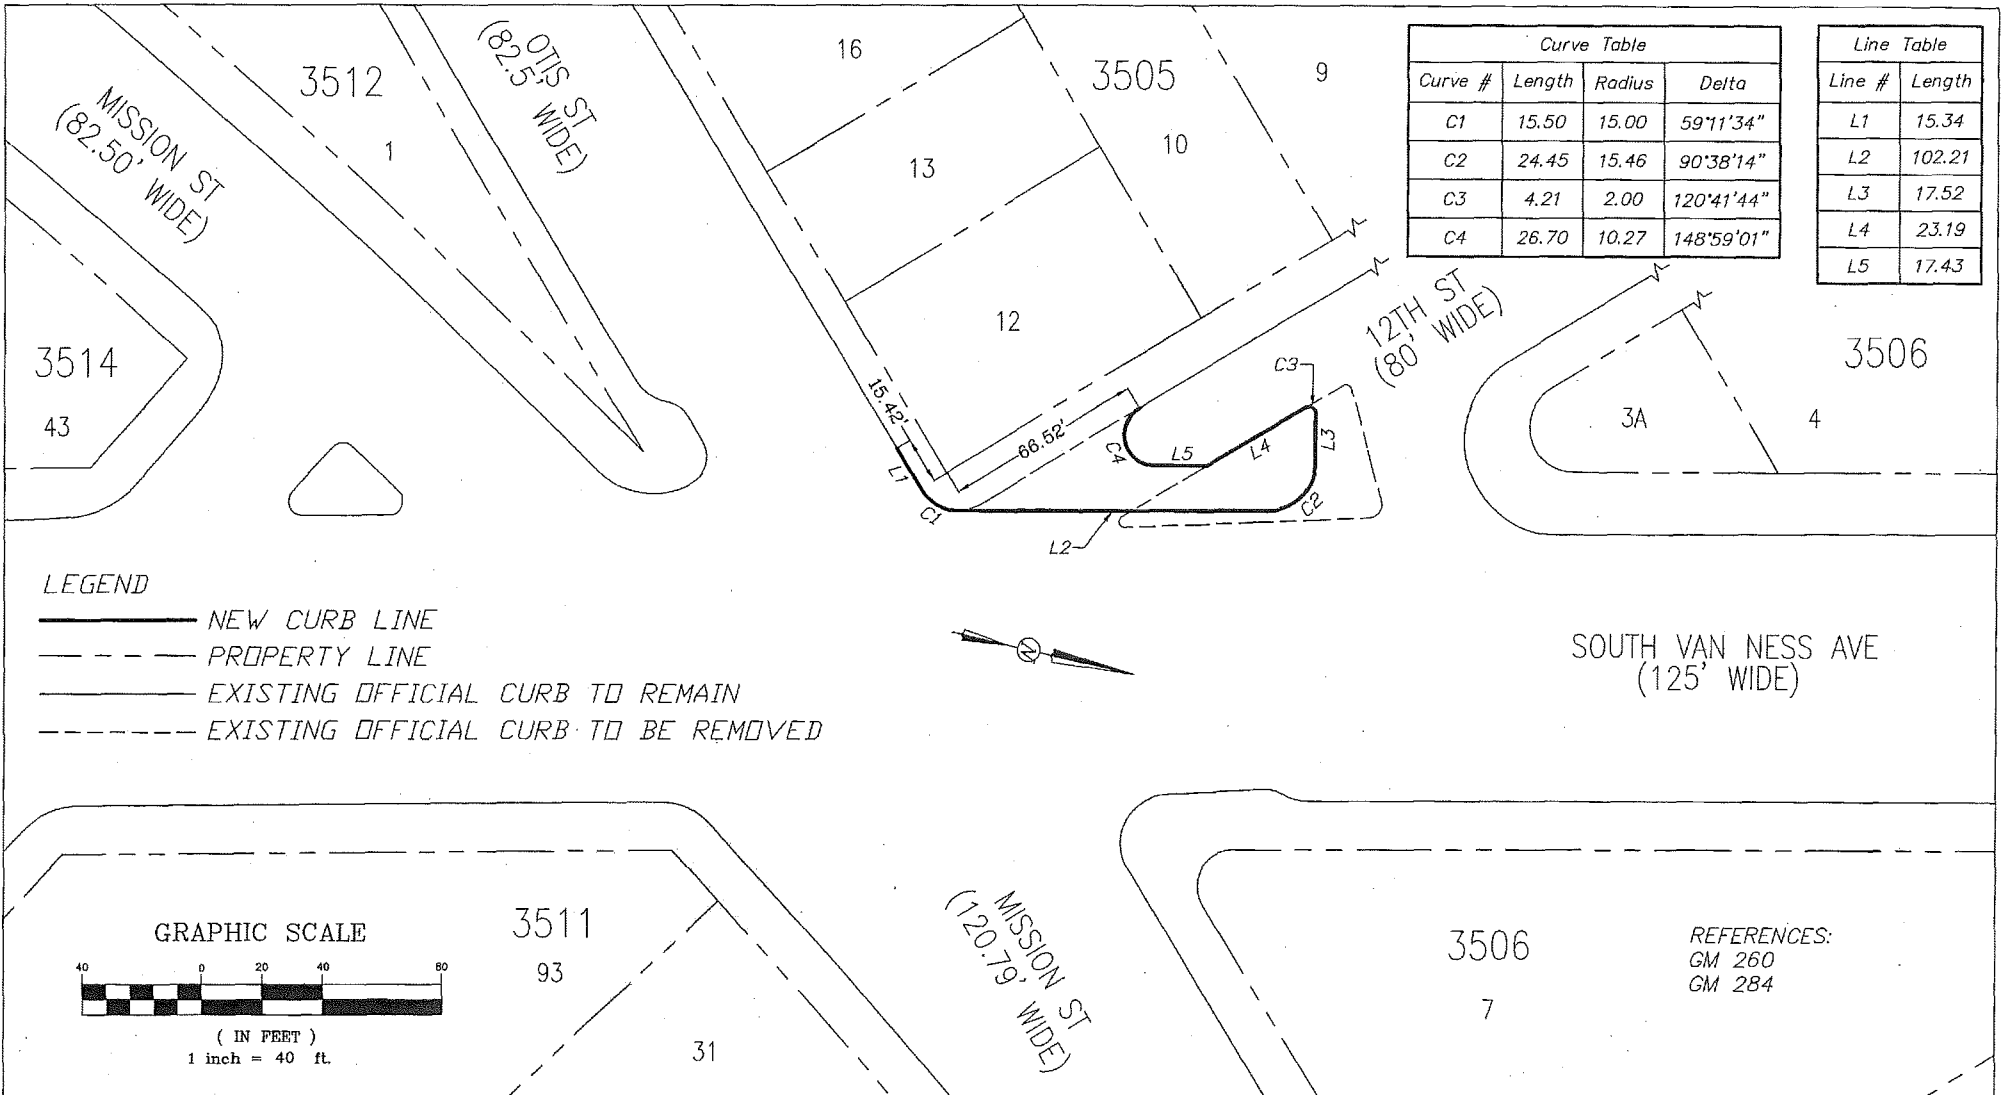 MISSION ST
(82.50' WIDE)
3512
1
OTIS ST
(82.5' WIDE)
16
3505
9
13
10
12
Curve Table
Curve # Length Radius Delta
C1 15.50 15.00 59°11'34"
C2 24.45 15.46 90°38'14"
C3 4.21 2.00 120°41'44"
C4 26.70 10.27 148°59'01"
Line Table
Line # Length
L1 15.34
L2 102.21
L3 17.52
L4 23.19
L5 17.43
12TH ST
(80' WIDE)
3514
43
3506
3A
4
15.42'
66.52'
L1
C1
C4
L5
L4
C3
L3
C2
L2
LEGEND
NEW CURB LINE
PROPERTY LINE
EXISTING OFFICIAL CURB TO REMAIN
EXISTING OFFICIAL CURB TO BE REMOVED
N
SOUTH VAN NESS AVE
(125' WIDE)
GRAPHIC SCALE
40 0 20 40 80
( IN FEET )
1 inch = 40 ft.
3511
93
31
MISSION ST
(120.79' WIDE)
3506
7
REFERENCES:
GM 260
GM 284